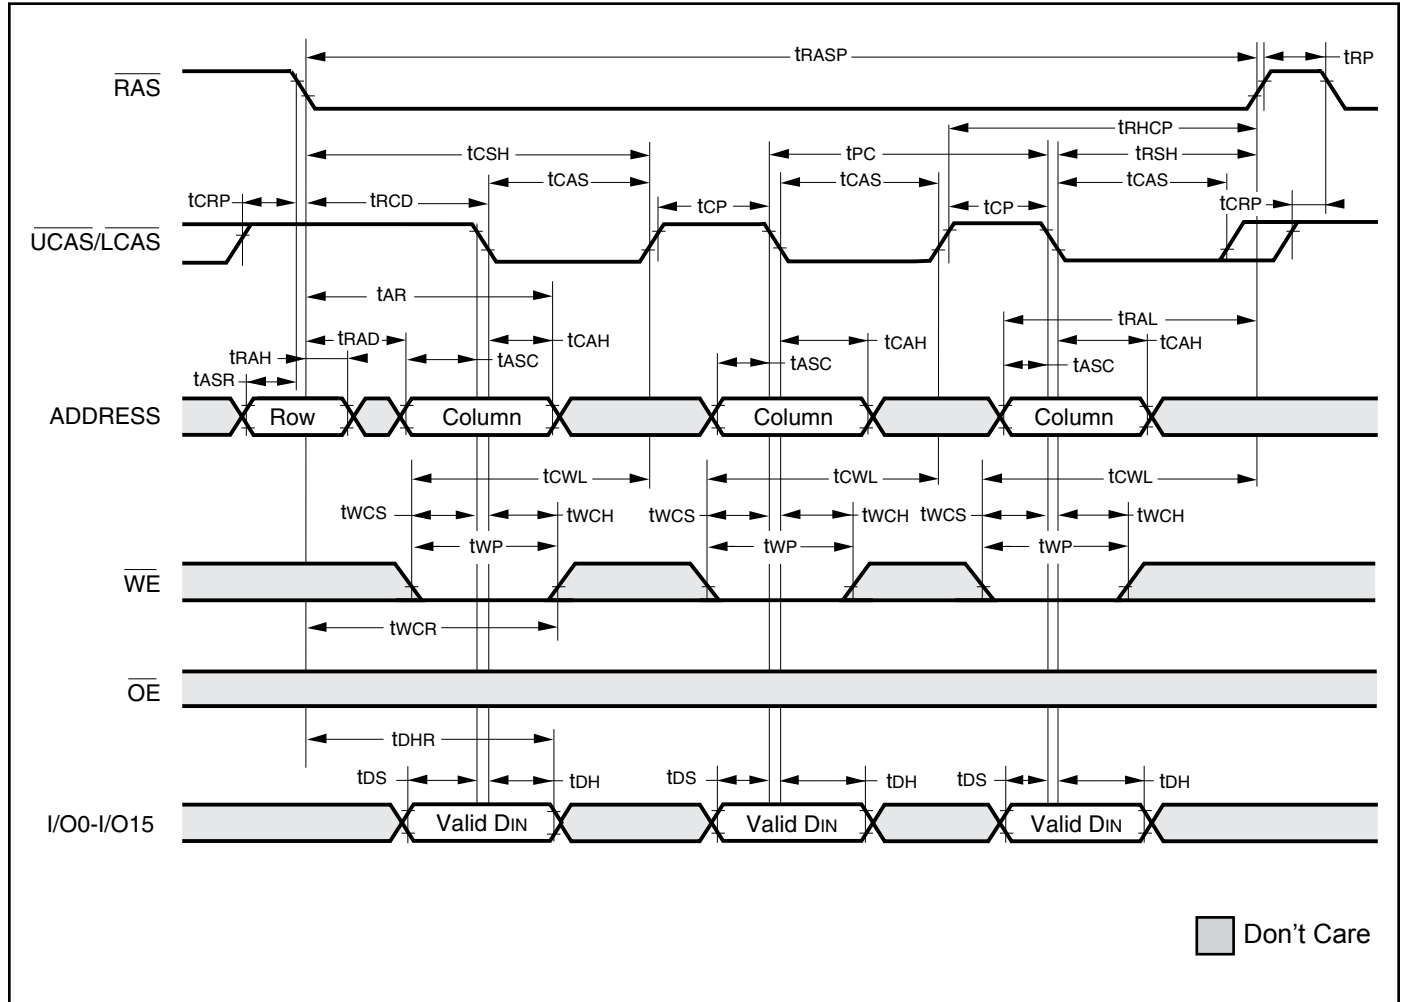 tRASP
tRP
RAS
tRHCP
tCSH
tPC
tRSH
tCAS
tCAS
tCAS
tCRP
tRCD
tCP
tCP
tCRP
UCAS/LCAS
tAR
tRAL
tRAD
tCAH
tCAH
tCAH
tRAH
tASC
tASC
tASC
tASR
ADDRESS
Row
Column
Column
Column
tCWL
tCWL
tCWL
tWCS
tWCH
tWCS
tWCH
tWCS
tWCH
tWP
tWP
tWP
WE
tWCR
OE
tDHR
tDS
tDH
tDS
tDH
tDS
tDH
I/O0-I/O15
Valid DIN
Valid DIN
Valid DIN
Don't Care